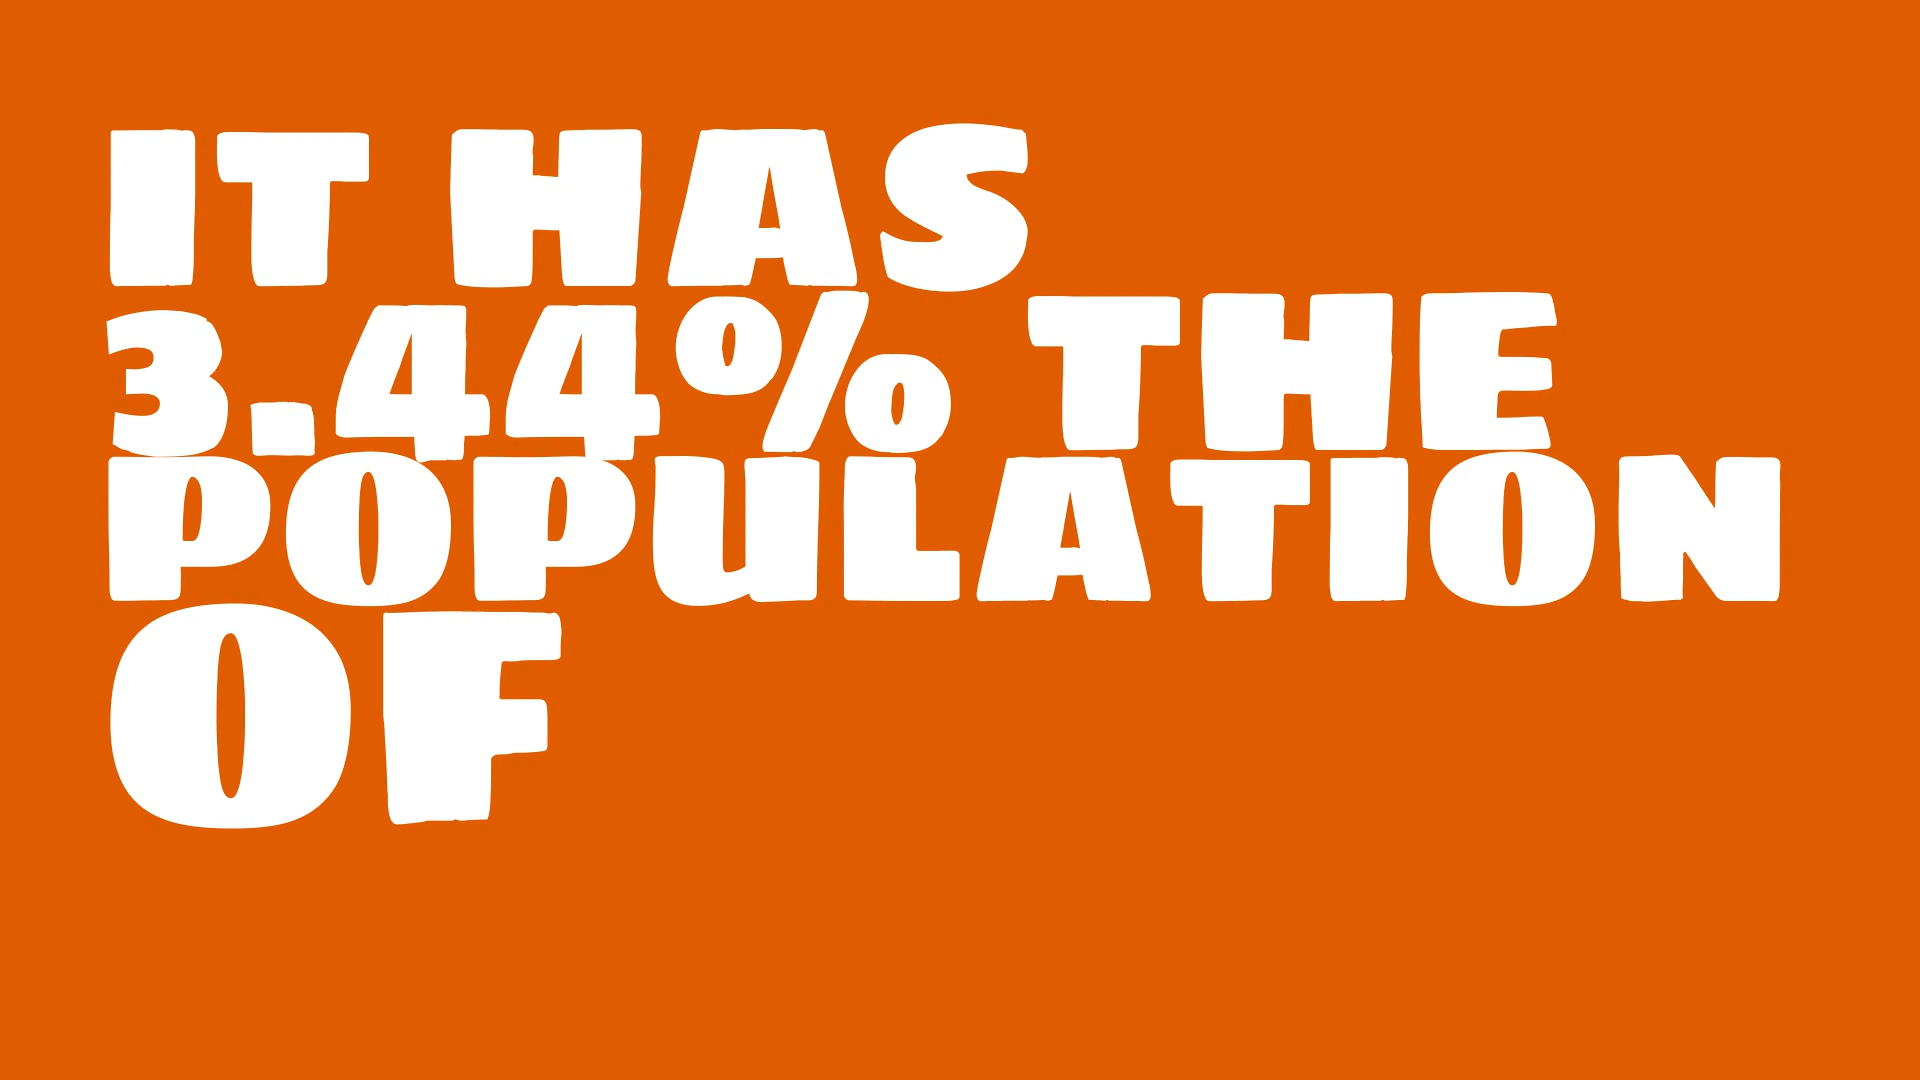 IT HAS
3.44% THE
POPULATION
OF